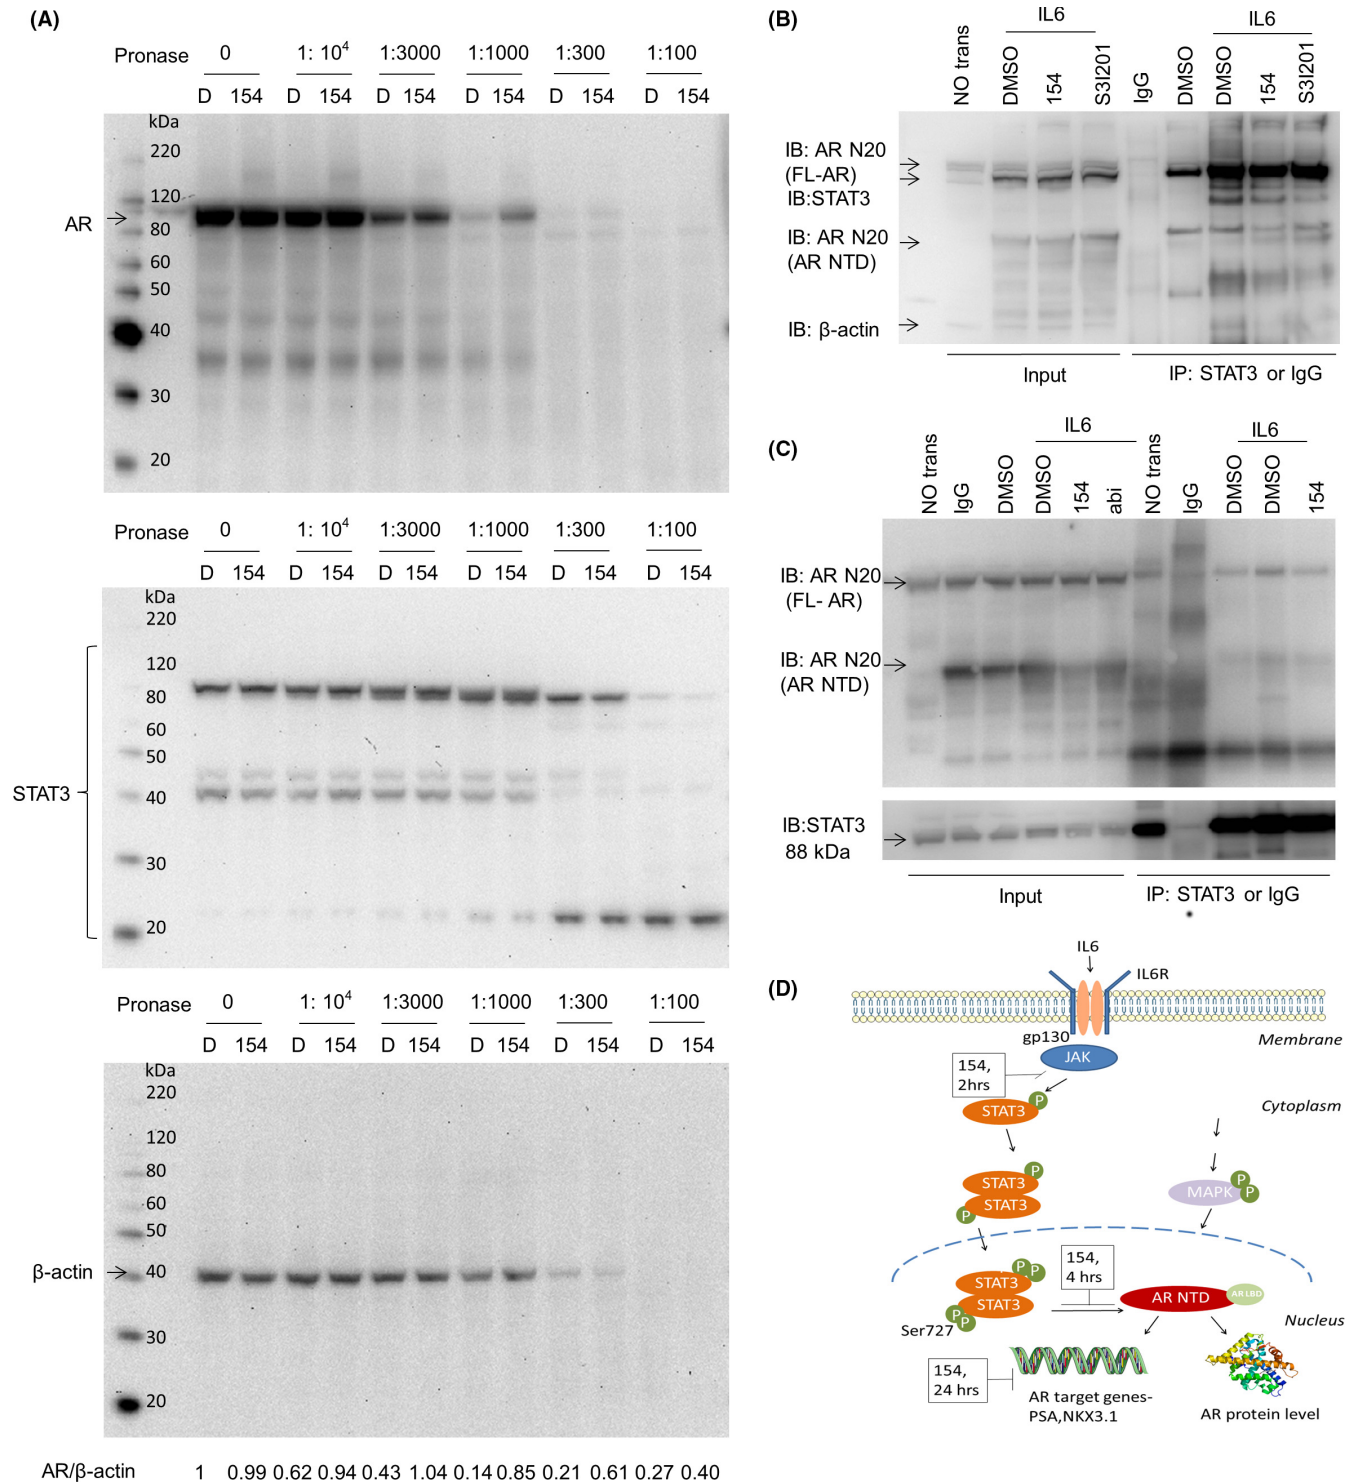 (A)
Pronase 0 1: 10⁴ 1:3000 1:1000 1:300 1:100
D 154 D 154 D 154 D 154 D 154 D 154
kDa
220
120
AR
80
60
50
40
30
20
Pronase 0 1: 10⁴ 1:3000 1:1000 1:300 1:100
D 154 D 154 D 154 D 154 D 154 D 154
kDa
220
120
80
60
50
STAT3
40
30
20
Pronase 0 1: 10⁴ 1:3000 1:1000 1:300 1:100
D 154 D 154 D 154 D 154 D 154 D 154
kDa
220
120
80
60
50
β-actin
40
30
20
AR/β-actin 1 0.99 0.62 0.94 0.43 1.04 0.14 0.85 0.21 0.61 0.27 0.40
(B)
IL6 IL6
NO trans DMSO 154 S3I201 IgG DMSO DMSO 154 S3I201
IB: AR N20
(FL-AR)
IB:STAT3
IB: AR N20
(AR NTD)
IB: β-actin
Input IP: STAT3 or IgG
(C)
IL6 IL6
NO trans IgG DMSO DMSO 154 abi NO trans IgG DMSO DMSO 154
IB: AR N20
(FL- AR)
IB: AR N20
(AR NTD)
IB:STAT3
88 kDa
Input IP: STAT3 or IgG
(D)
IL6
IL6R
gp130
Membrane
JAK
154,
2hrs
P
STAT3
Cytoplasm
P
STAT3
STAT3
P
P
MAPK
P
154,
4 hrs
P P
STAT3
STAT3
P
P
Ser727
AR NTD
AR LBD
Nucleus
154,
24 hrs
AR target genes-
PSA,NKX3.1
AR protein level